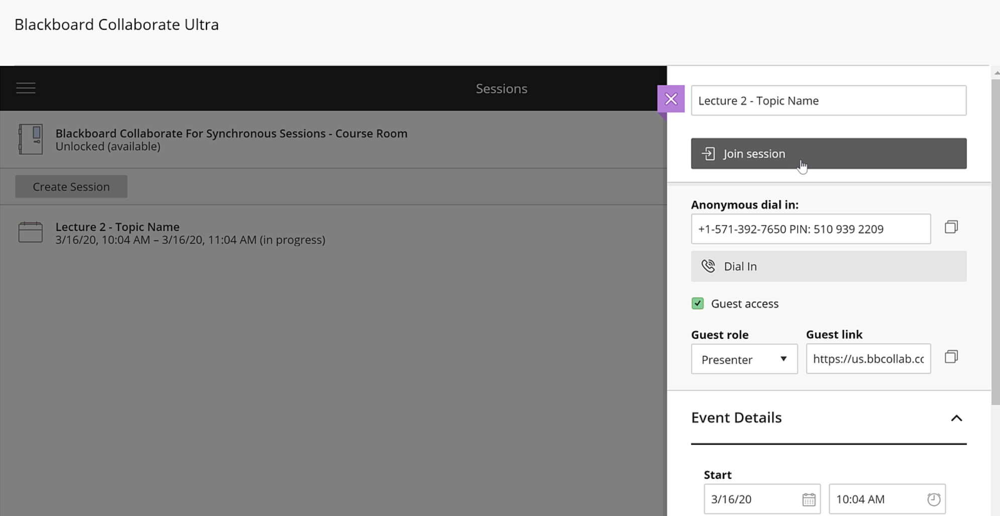 Blackboard Collaborate Ultra
Sessions
Blackboard Collaborate For Synchronous Sessions - Course Room
Unlocked (available)
Create Session
Lecture 2 - Topic Name
3/16/20, 10:04 AM – 3/16/20, 11:04 AM (in progress)
Lecture 2 - Topic Name
Join session
Anonymous dial in:
+1-571-392-7650 PIN: 510 939 2209
Dial In
Guest access
Guest role
Guest link
Presenter
https://us.bbcollab.cc
Event Details
Start
3/16/20
10:04 AM